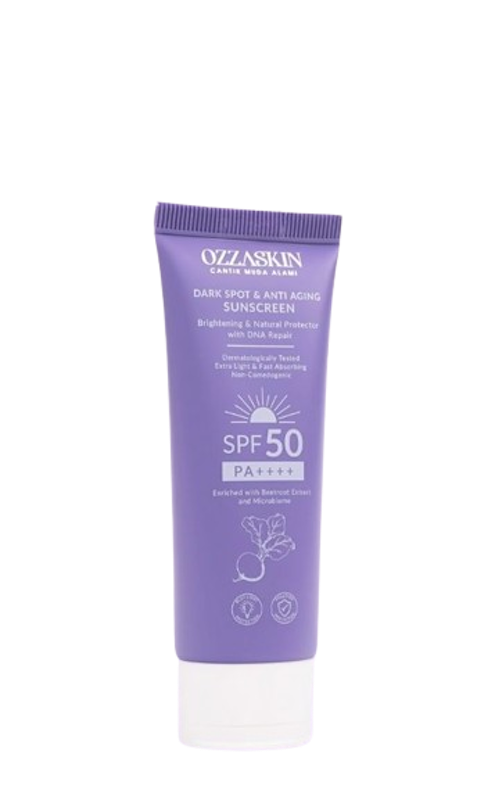 OZZASKIN
CANTIK MUDA ALAMI
DARK SPOT & ANTI AGING
SUNSCREEN
Brightening & Natural Protector
with DNA Repair
Dermatologically Tested
Extra Light & Fast Absorbing
Non-Comedogenic
SPF 50
PA++++
Enriched with Beetroot Extract
and Microbiome